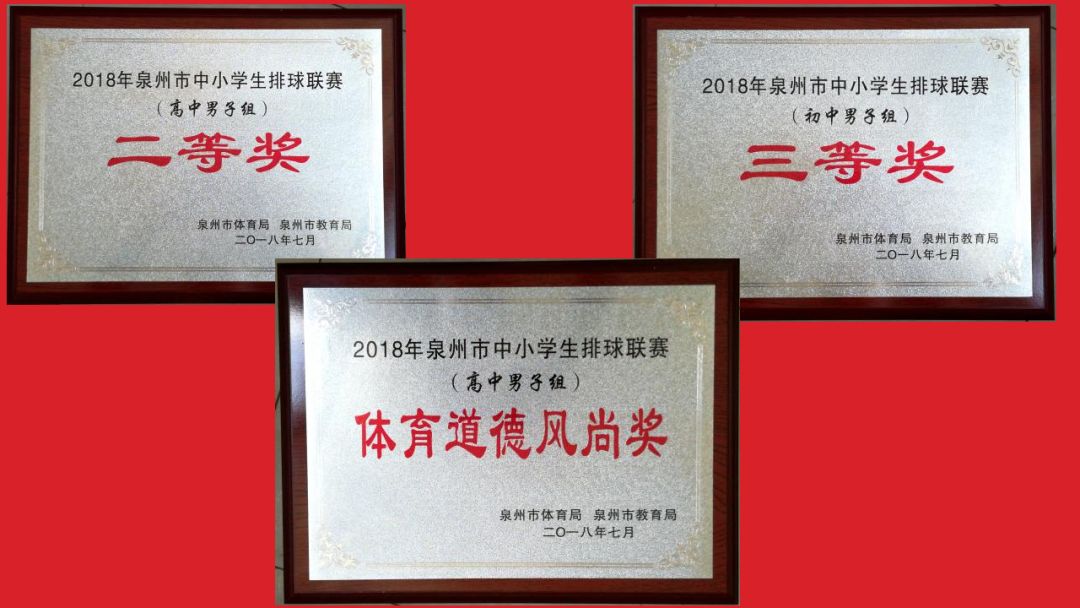 2018年泉州市中小学生排球联赛
（高中男子组）
二等奖
泉州市体育局 泉州市教育局
二〇一八年七月
2018年泉州市中小学生排球联赛
（初中男子组）
三等奖
泉州市体育局 泉州市教育局
二〇一八年七月
2018年泉州市中小学生排球联赛
（高中男子组）
体育道德风尚奖
泉州市体育局 泉州市教育局
二〇一八年七月